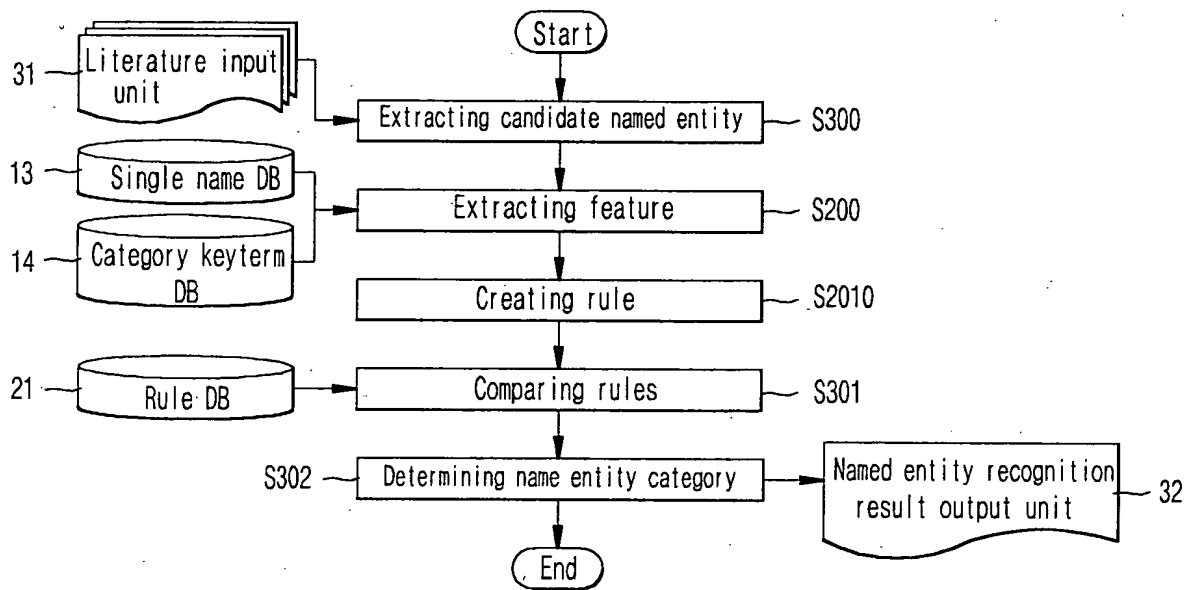 Start
31
Literature input
unit
Extracting candidate named entity
S300
13
Single name DB
Extracting feature
S200
14
Category keyterm
DB
Creating rule
S2010
21
Rule DB
Comparing rules
S301
S302
Determining name entity category
Named entity recognition
result output unit
32
End